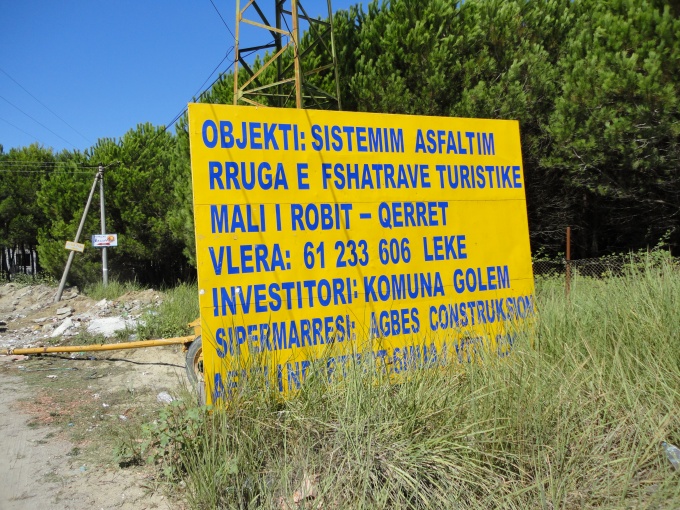 OBJEKTI: SISTEMIM ASFALTIM
RRUGA E FSHATRAVE TURISTIKE
MALI I ROBIT – QERRET
VLERA: 61 233 606 LEKE
INVESTITORI: KOMUNA GOLEM
SIPERMARRESI: AGBES CONSTRUKSION